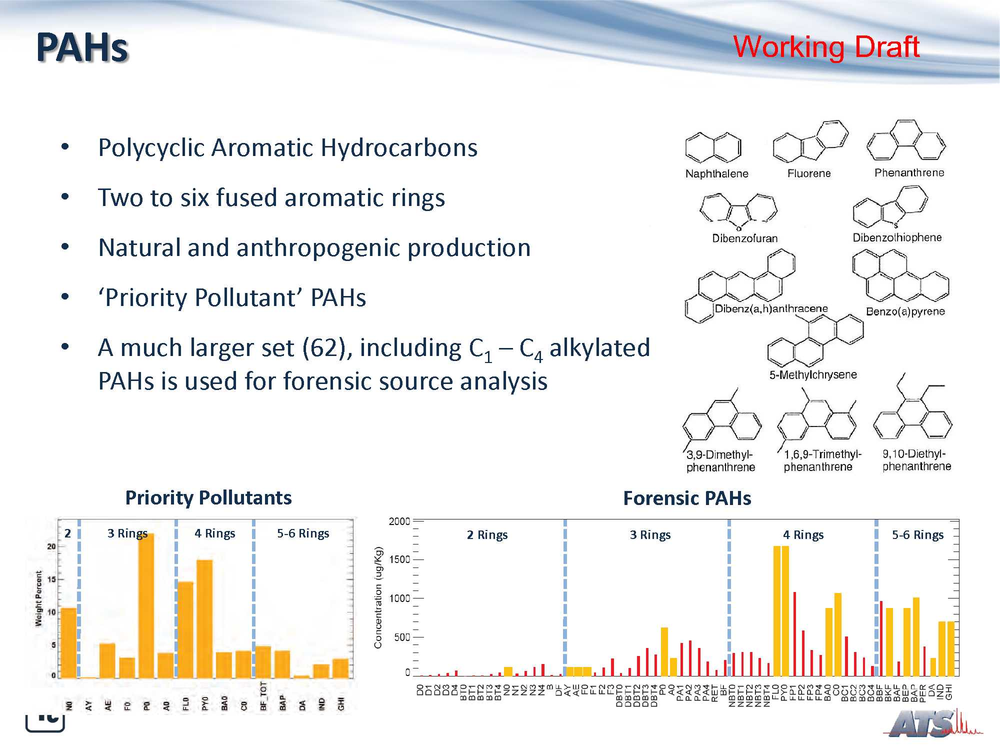 PAHs
Working Draft
• Polycyclic Aromatic Hydrocarbons
• Two to six fused aromatic rings
• Natural and anthropogenic production
• ‘Priority Pollutant’ PAHs
• A much larger set (62), including C1 – C4 alkylated
PAHs is used for forensic source analysis
Naphthalene
Fluorene
Phenanthrene
O
S
Dibenzofuran
Dibenzothiophene
Dibenz(a,h)anthracene
Benzo(a)pyrene
5-Methylchrysene
3,9-Dimethyl-
phenanthrene
1,6,9-Trimethyl-
phenanthrene
9,10-Diethyl-
phenanthrene
Priority Pollutants
2
3 Rings
4 Rings
5-6 Rings
Weight Percent
20
15
10
5
0
N0 AY AE F0 P0 A0 FL0 PY0 BA0 C0 BF_TOT BAP DA IND GHI
Forensic PAHs
2 Rings
3 Rings
4 Rings
5-6 Rings
Concentration (ug/Kg)
2000
1500
1000
500
0
D0 D1 D2 D3 D4 BT0 BT1 BT2 BT3 BT4 N0 N1 N2 N3 N4 B DF AY AE F0 F1 F2 F3 DBT0 DBT1 DBT2 DBT3 DBT4 P0 A0 PA1 PA2 PA3 PA4 RET BF NBT0 NBT1 NBT2 NBT3 NBT4 FL0 PY0 FP1 FP2 FP3 FP4 BA0 C0 BC1 BC2 BC3 BC4 BBF BKF BAF BEP BAP PER DA IND GHI
ATS